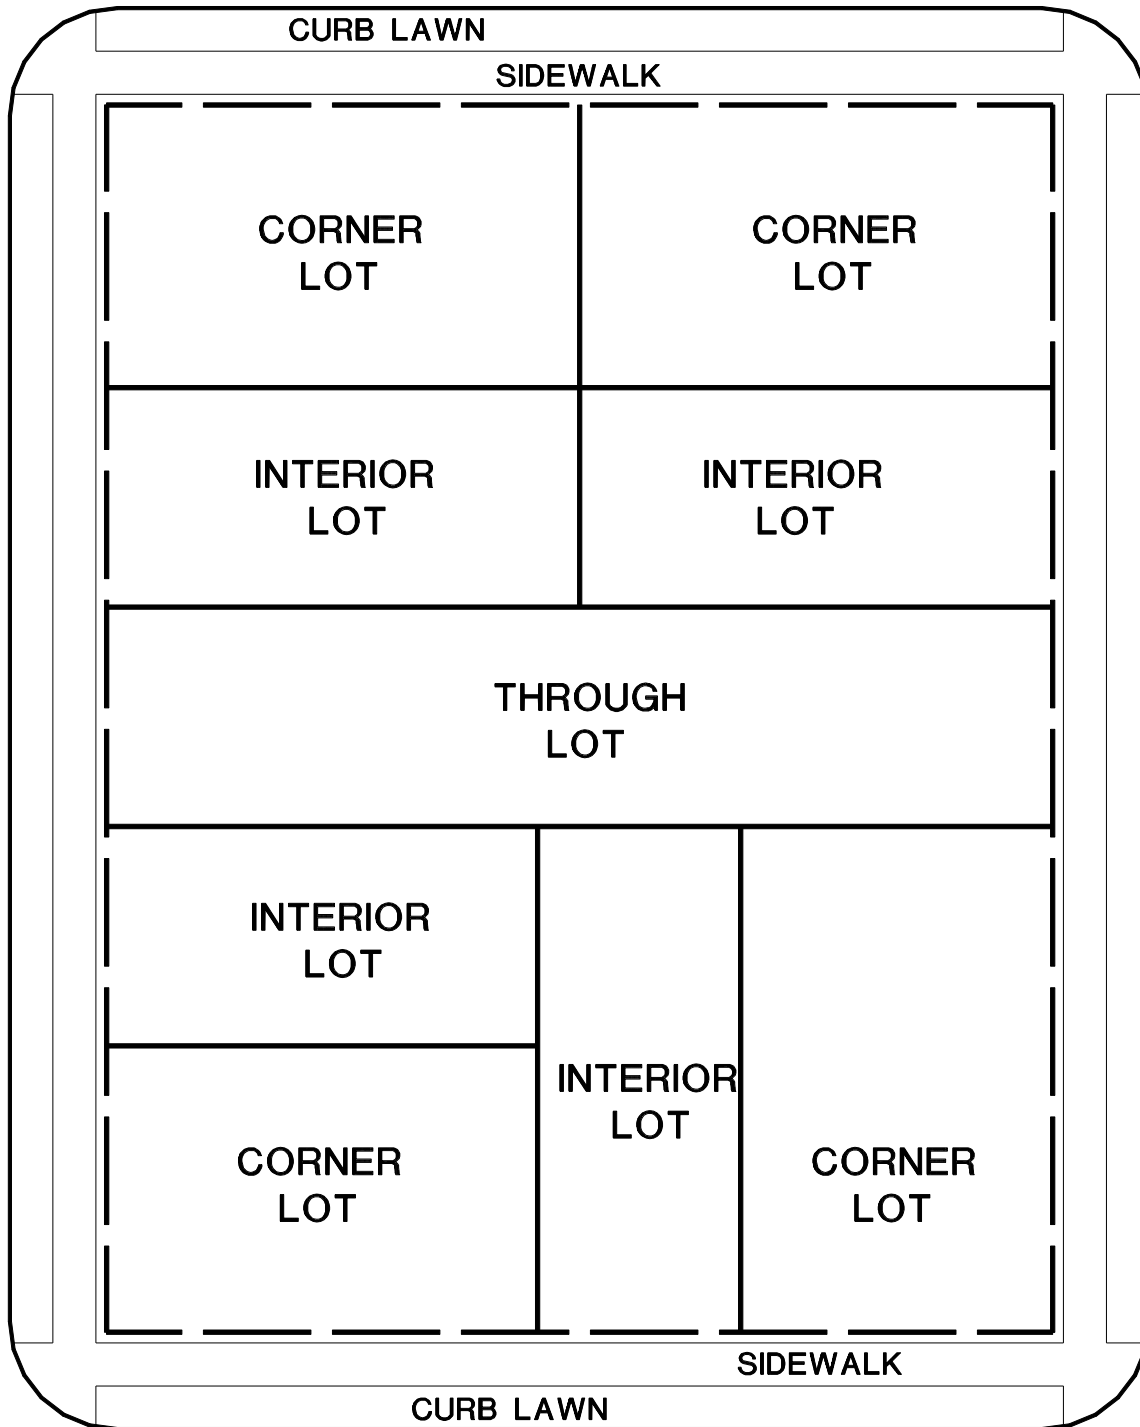 CURB LAWN
SIDEWALK
CORNER
LOT
CORNER
LOT
INTERIOR
LOT
INTERIOR
LOT
THROUGH
LOT
INTERIOR
LOT
INTERIOR
LOT
CORNER
LOT
CORNER
LOT
SIDEWALK
CURB LAWN